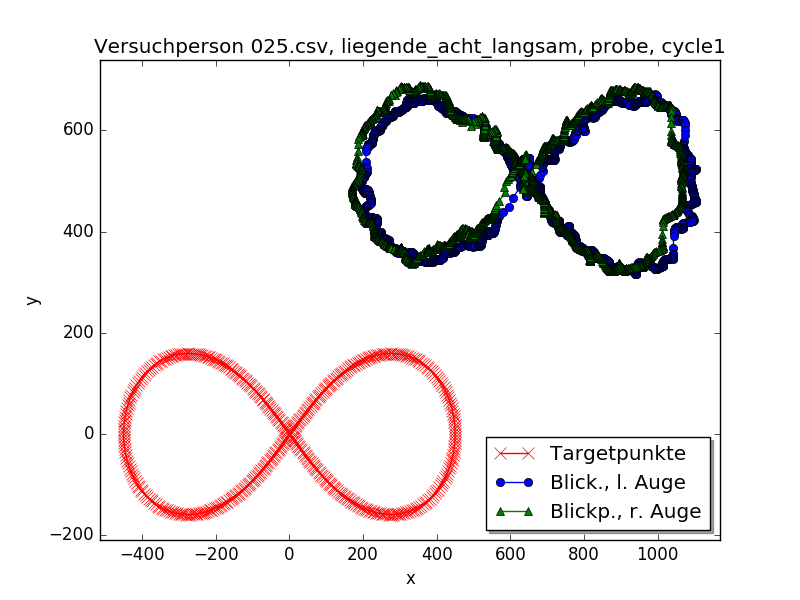 Versuchperson 025.csv, liegende_acht_langsam, probe, cycle1
y
600
400
200
0
−200
−400
−200
0
200
400
600
800
1000
x
Targetpunkte
Blick., l. Auge
Blickp., r. Auge